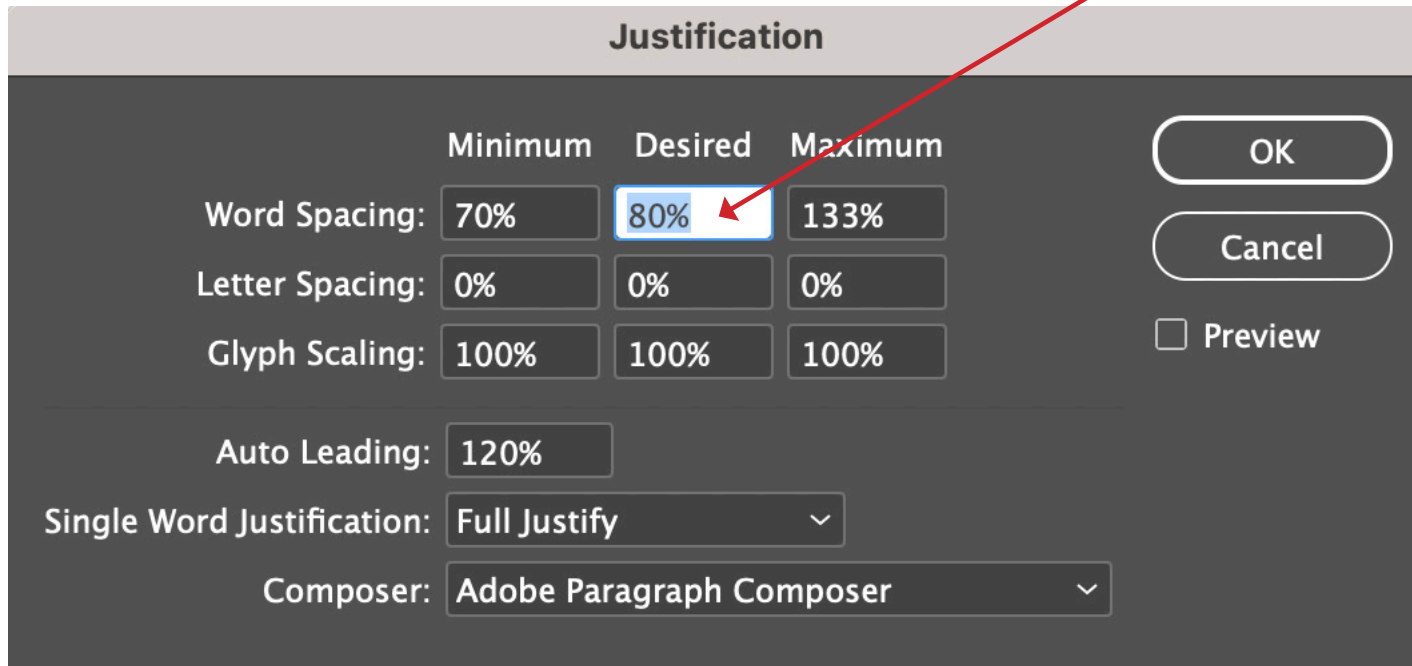 Justification
Minimum Desired Maximum
OK
Word Spacing: 70% 80% 133%
Cancel
Letter Spacing: 0% 0% 0%
Preview
Glyph Scaling: 100% 100% 100%
Auto Leading: 120%
Single Word Justification: Full Justify
Composer: Adobe Paragraph Composer